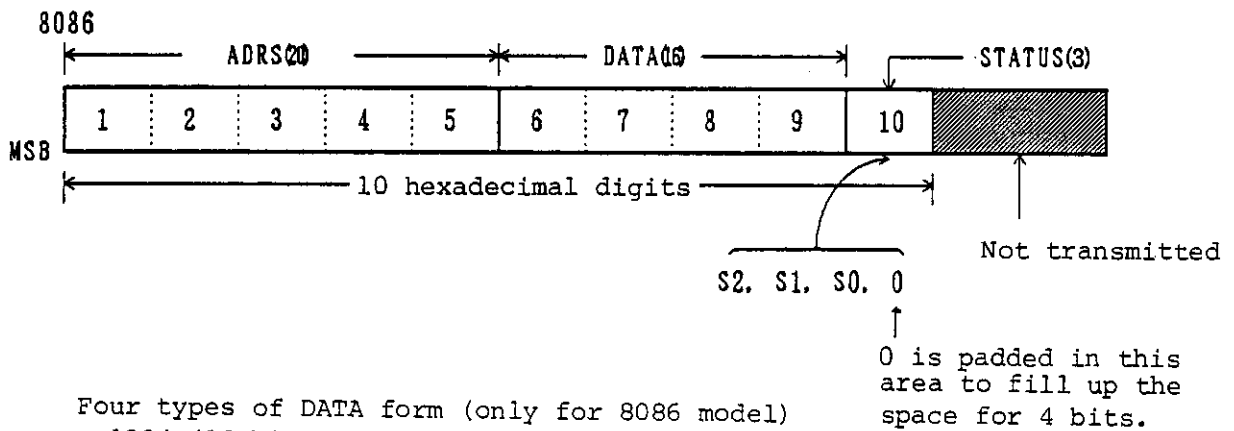 8086
ADRS(20) DATA(16) STATUS(3)
1 2 3 4 5 6 7 8 9 10
MSB
10 hexadecimal digits
Not transmitted
S2. S1. S0. 0
0 is padded in this
area to fill up the
space for 4 bits.
Four types of DATA form (only for 8086 model)